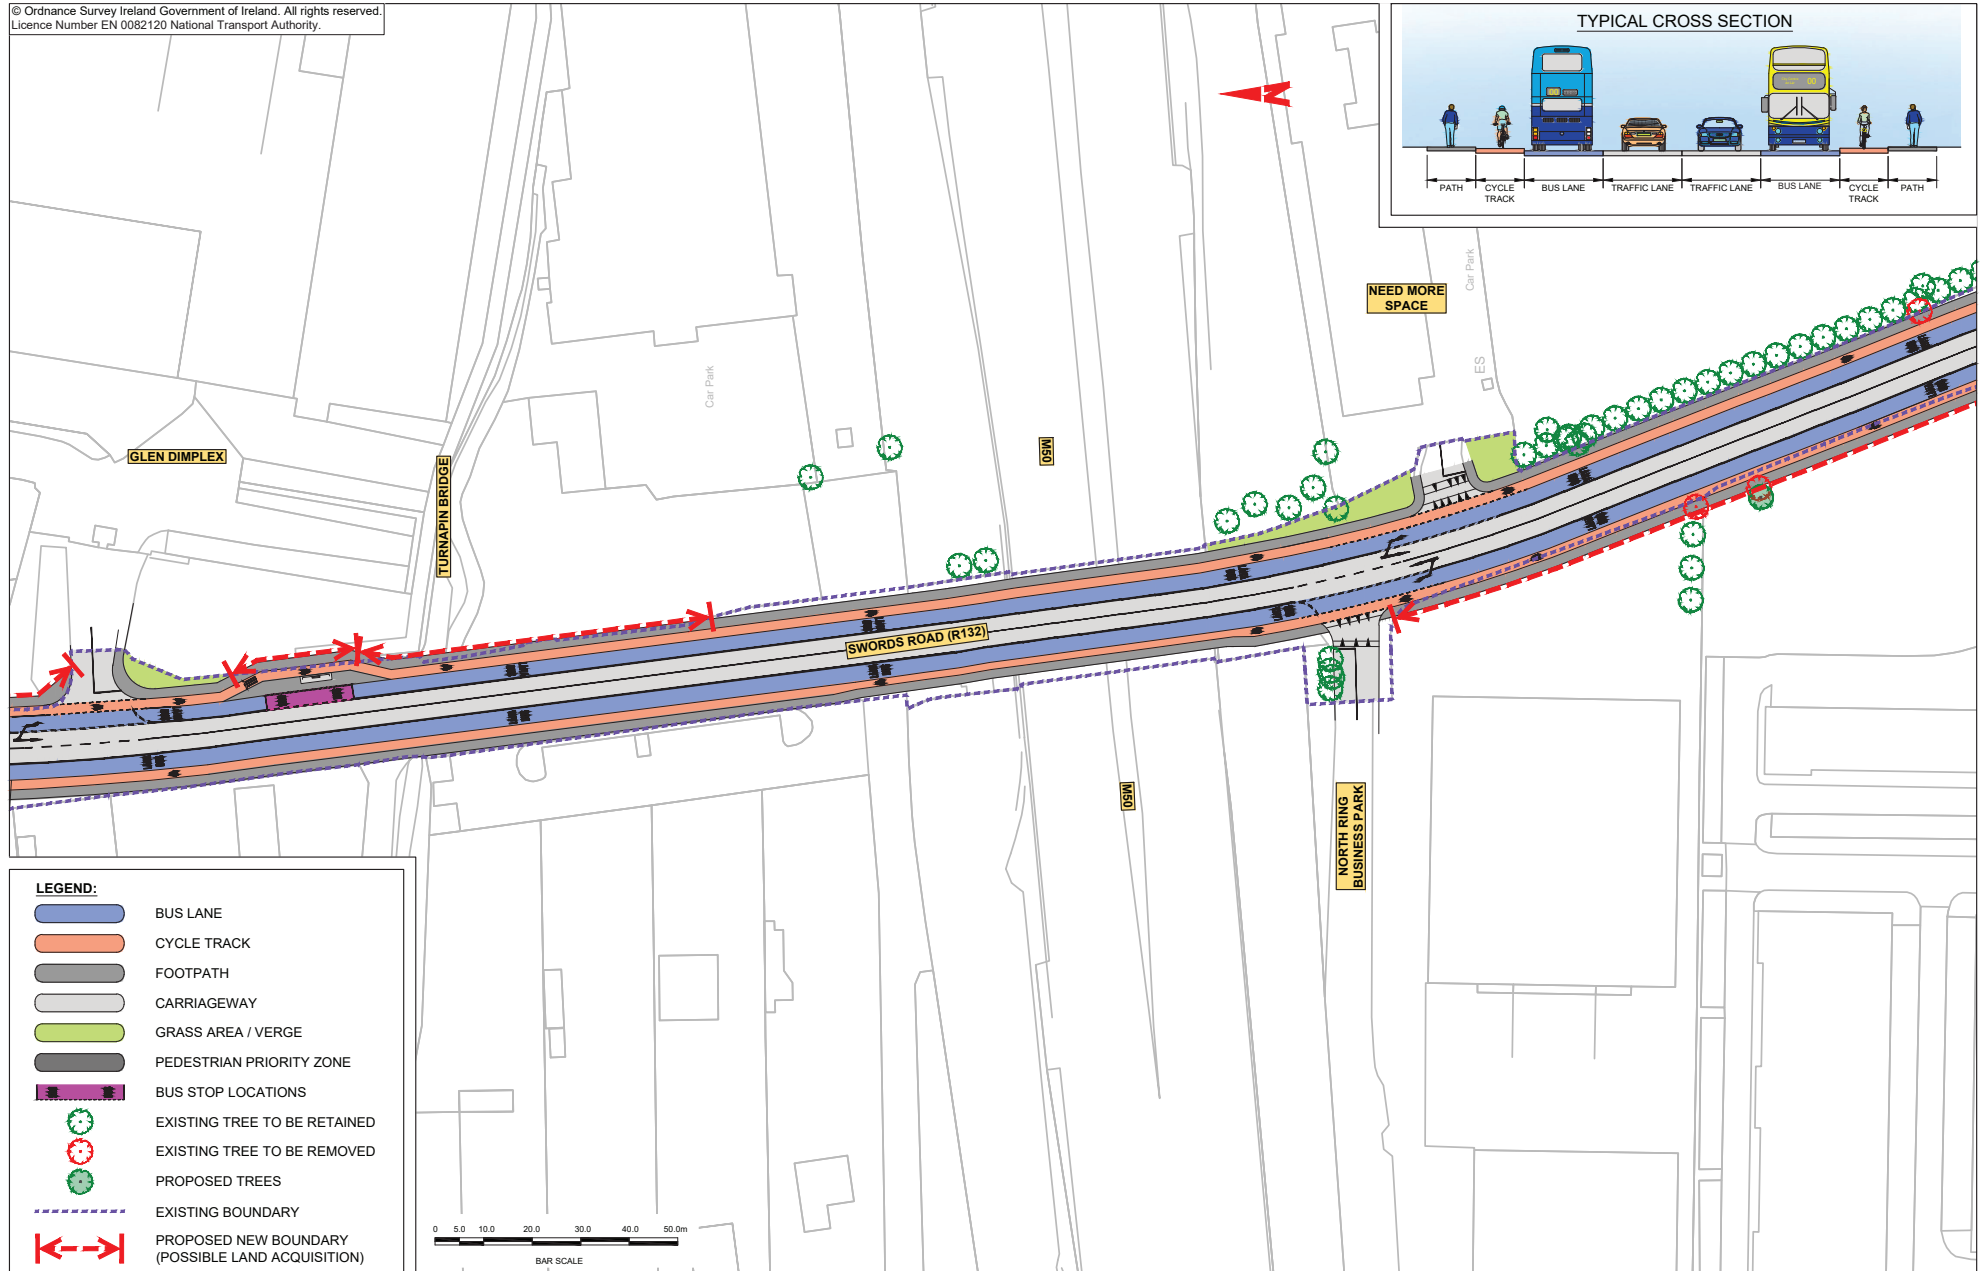 © Ordnance Survey Ireland Government of Ireland. All rights reserved.
Licence Number EN 0082120 National Transport Authority.
TYPICAL CROSS SECTION
00
00
PATH
CYCLE
TRACK
BUS LANE
TRAFFIC LANE
TRAFFIC LANE
BUS LANE
CYCLE
TRACK
PATH
N
NEED MORE
SPACE
Car Park
ES
Car Park
M50
GLEN DIMPLEX
TURNAPIN BRIDGE
SWORDS ROAD (R132)
M50
NORTH RING
BUSINESS PARK
LEGEND:
BUS LANE
CYCLE TRACK
FOOTPATH
CARRIAGEWAY
GRASS AREA / VERGE
PEDESTRIAN PRIORITY ZONE
BUS STOP LOCATIONS
EXISTING TREE TO BE RETAINED
EXISTING TREE TO BE REMOVED
PROPOSED TREES
EXISTING BOUNDARY
PROPOSED NEW BOUNDARY
(POSSIBLE LAND ACQUISITION)
0 5.0 10.0 20.0 30.0 40.0 50.0m
BAR SCALE